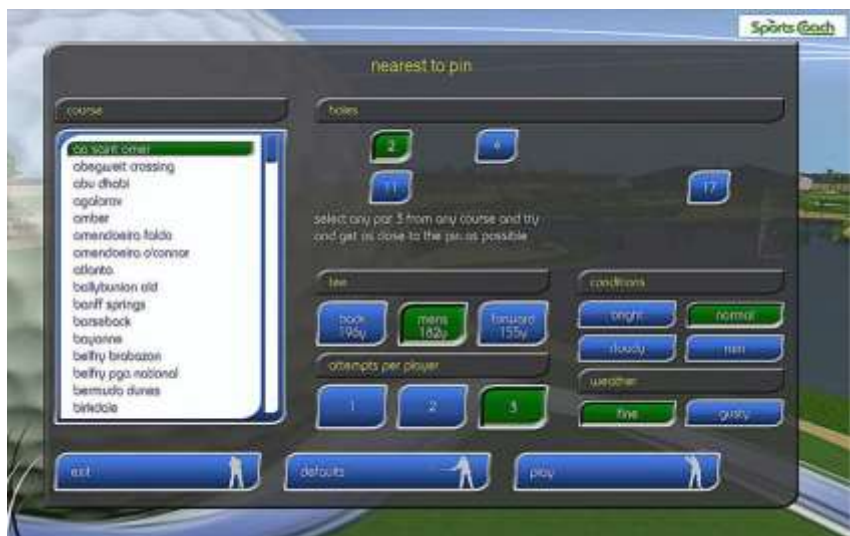 Sports Coach
nearest to pin
course
holes
aa saint omer
abegweit crossing
abu dhabi
agalarov
amber
amendoeira faldo
amendoeira o'connor
atlanta
ballybunion old
banff springs
barseback
bayonne
belfry brabazon
belfry pga national
bermuda dunes
birkdale
2
4
11
17
select any par 3 from any course and try
and get as close to the pin as possible
tee
back
196y
mens
182y
forward
155y
attempts per player
1
2
3
conditions
bright
normal
cloudy
rain
weather
fine
gusty
exit
defaults
play